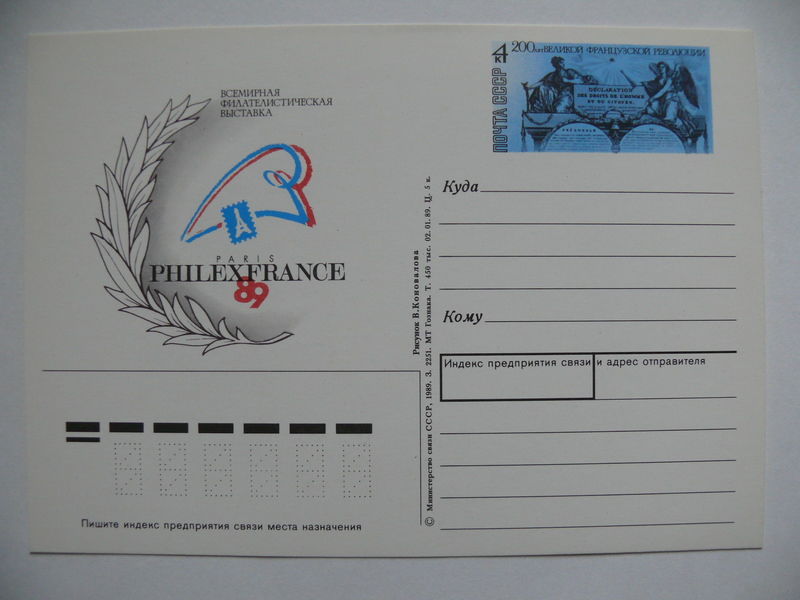 ВСЕМИРНАЯ
ФИЛАТЕЛИСТИЧЕСКАЯ
ВЫСТАВКА
PARIS
PHILEXFRANCE
89
4 к
200 лет ВЕЛИКОЙ ФРАНЦУЗСКОЙ РЕВОЛЮЦИИ
ПОЧТА СССР
DÉCLARATION
DES DROITS DE L'HOMME
ET DU CITOYEN.
PRÉAMBULE
Куда
Кому
Индекс предприятия связи и адрес отправителя
Рисунок В. Коновалова
© Министерство связи СССР, 1989. З. 2251. МТ Гознака. Т. 450 тыс. 02. 01. 89. Ц. 5 к.
Пишите индекс предприятия связи места назначения